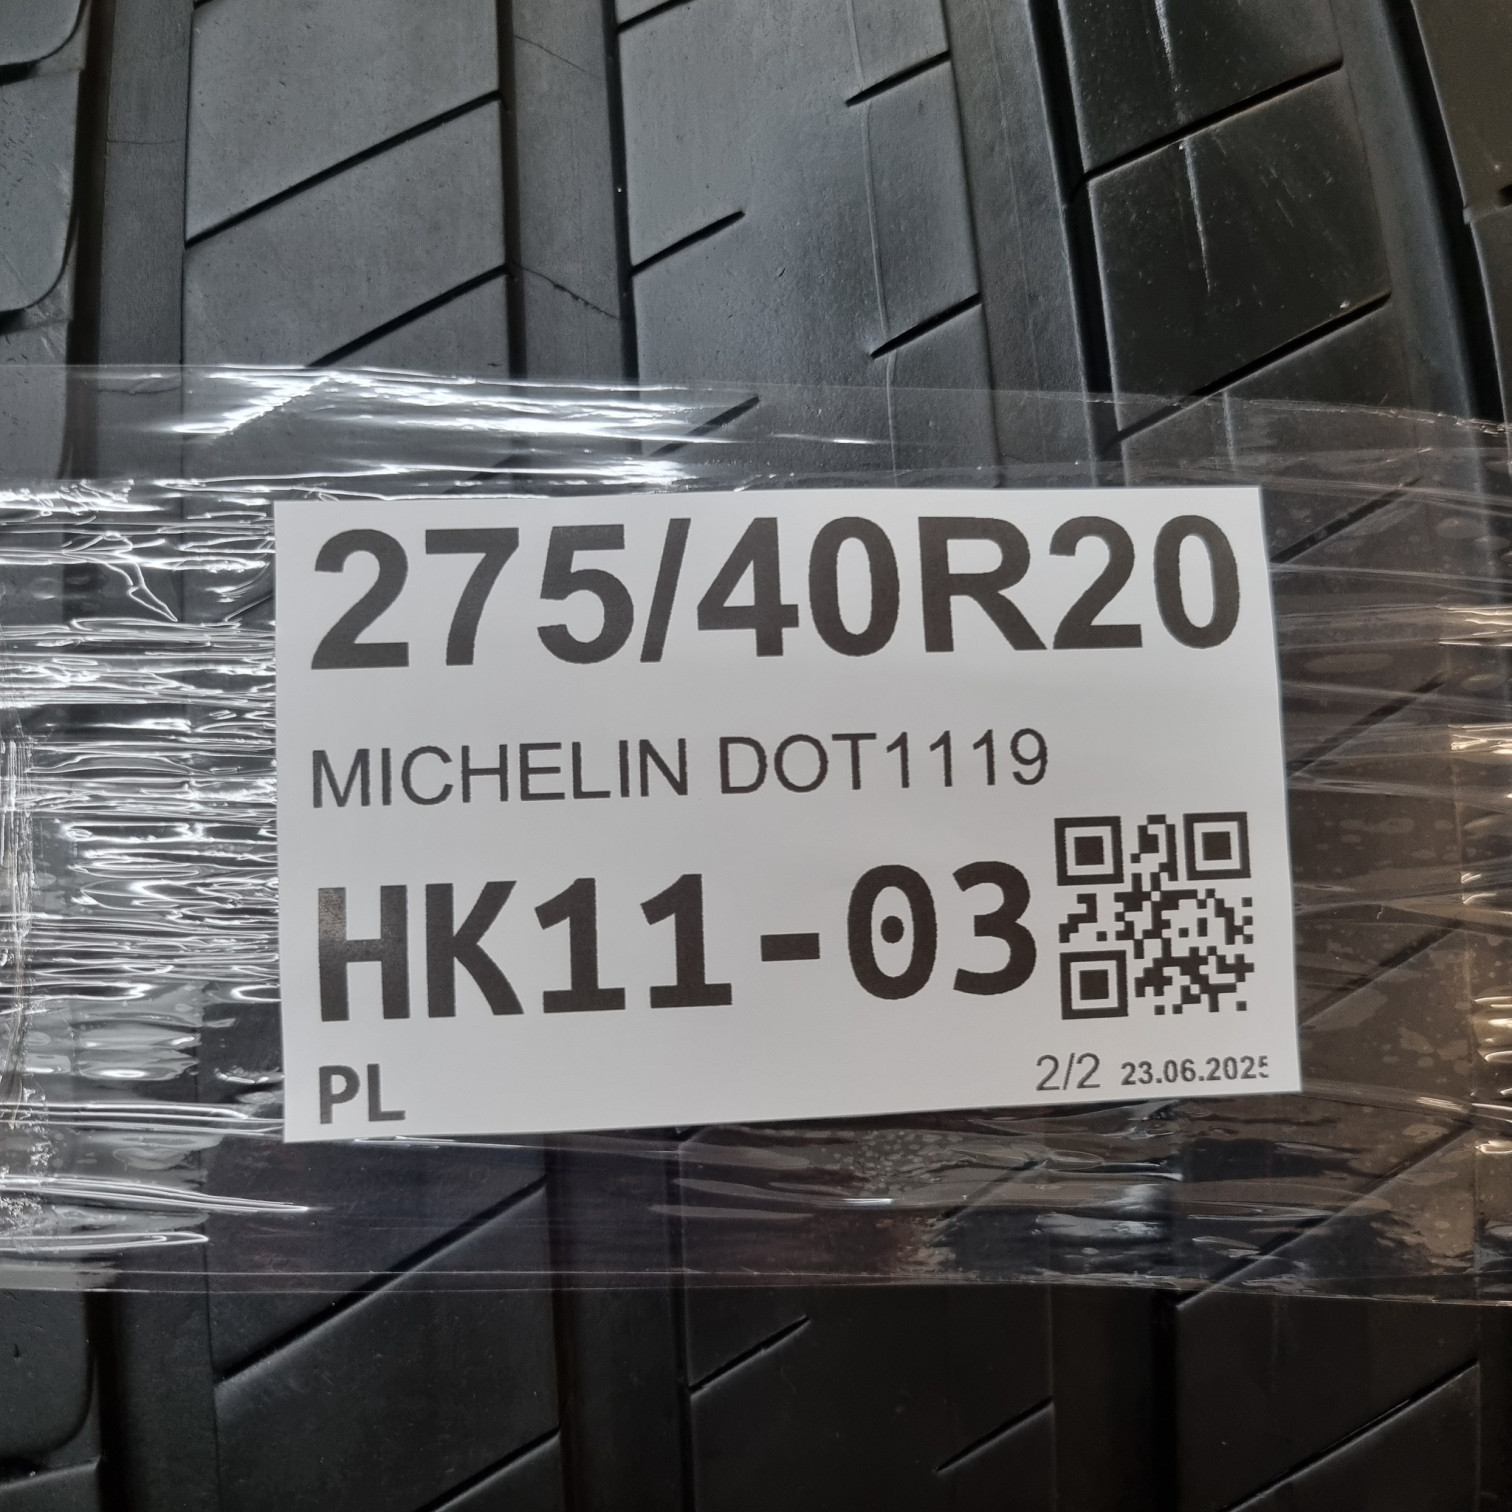 275/40R20
MICHELIN DOT1119
HK11-03
PL
2/2 23.06.2025